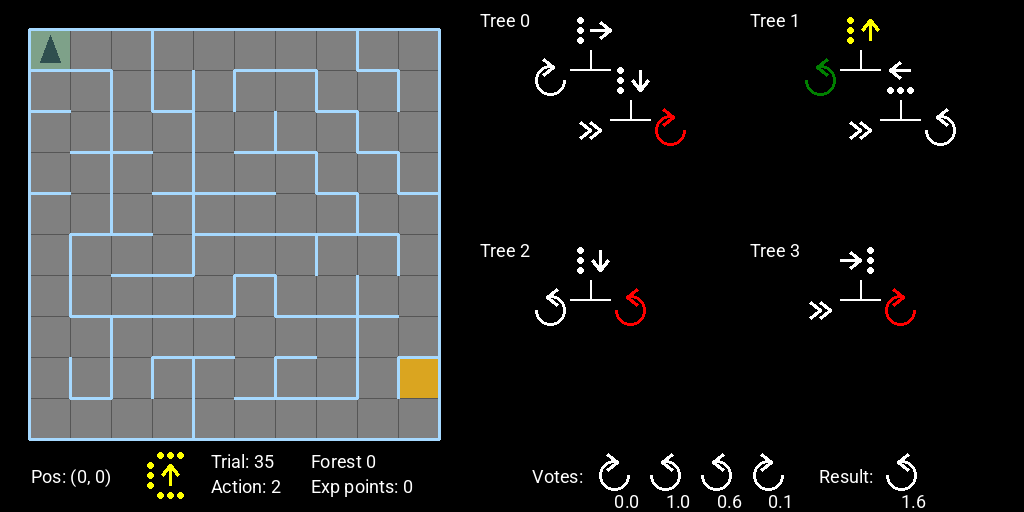 Tree 0
Tree 1
Tree 2
Tree 3
Pos: (0, 0)
Trial: 35
Forest 0
Action: 2
Exp points: 0
Votes:
0.0
1.0
0.6
0.1
Result:
1.6